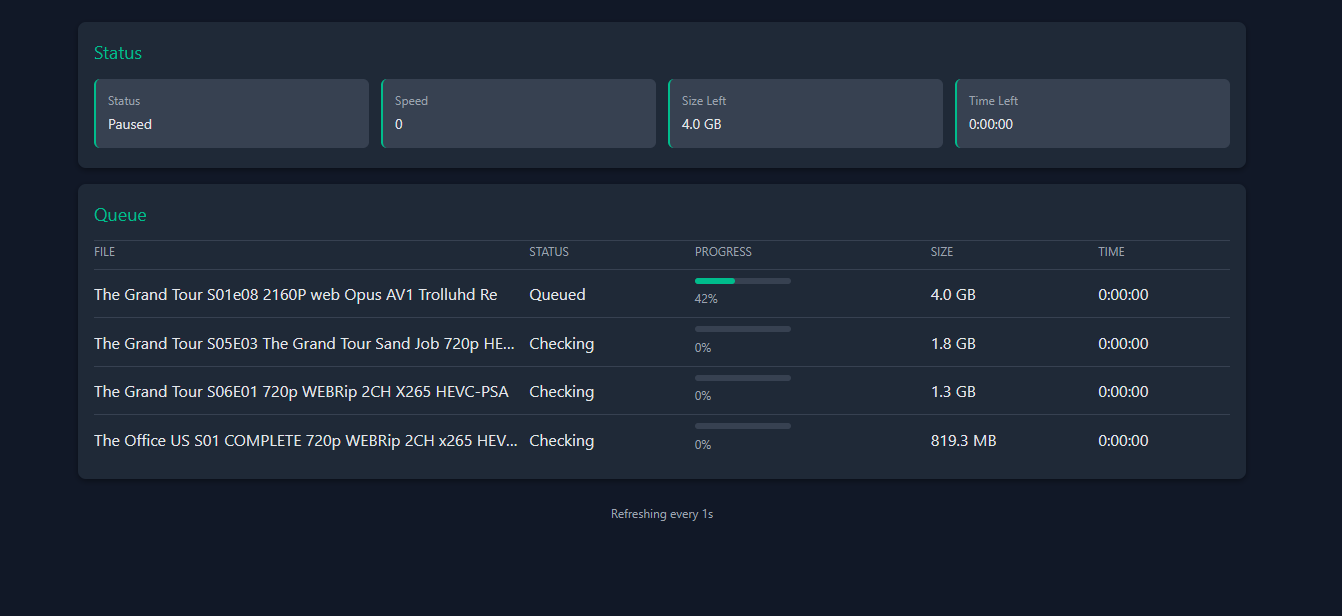 Status
Status Speed Size Left Time Left
Paused 0 4.0 GB 0:00:00
Queue
FILE STATUS PROGRESS SIZE TIME
The Grand Tour S01e08 2160P web Opus AV1 Trolluhd Re Queued 42% 4.0 GB 0:00:00
The Grand Tour S05E03 The Grand Tour Sand Job 720p HE... Checking 0% 1.8 GB 0:00:00
The Grand Tour S06E01 720p WEBRip 2CH X265 HEVC-PSA Checking 0% 1.3 GB 0:00:00
The Office US S01 COMPLETE 720p WEBRip 2CH x265 HEV... Checking 0% 819.3 MB 0:00:00
Refreshing every 1s